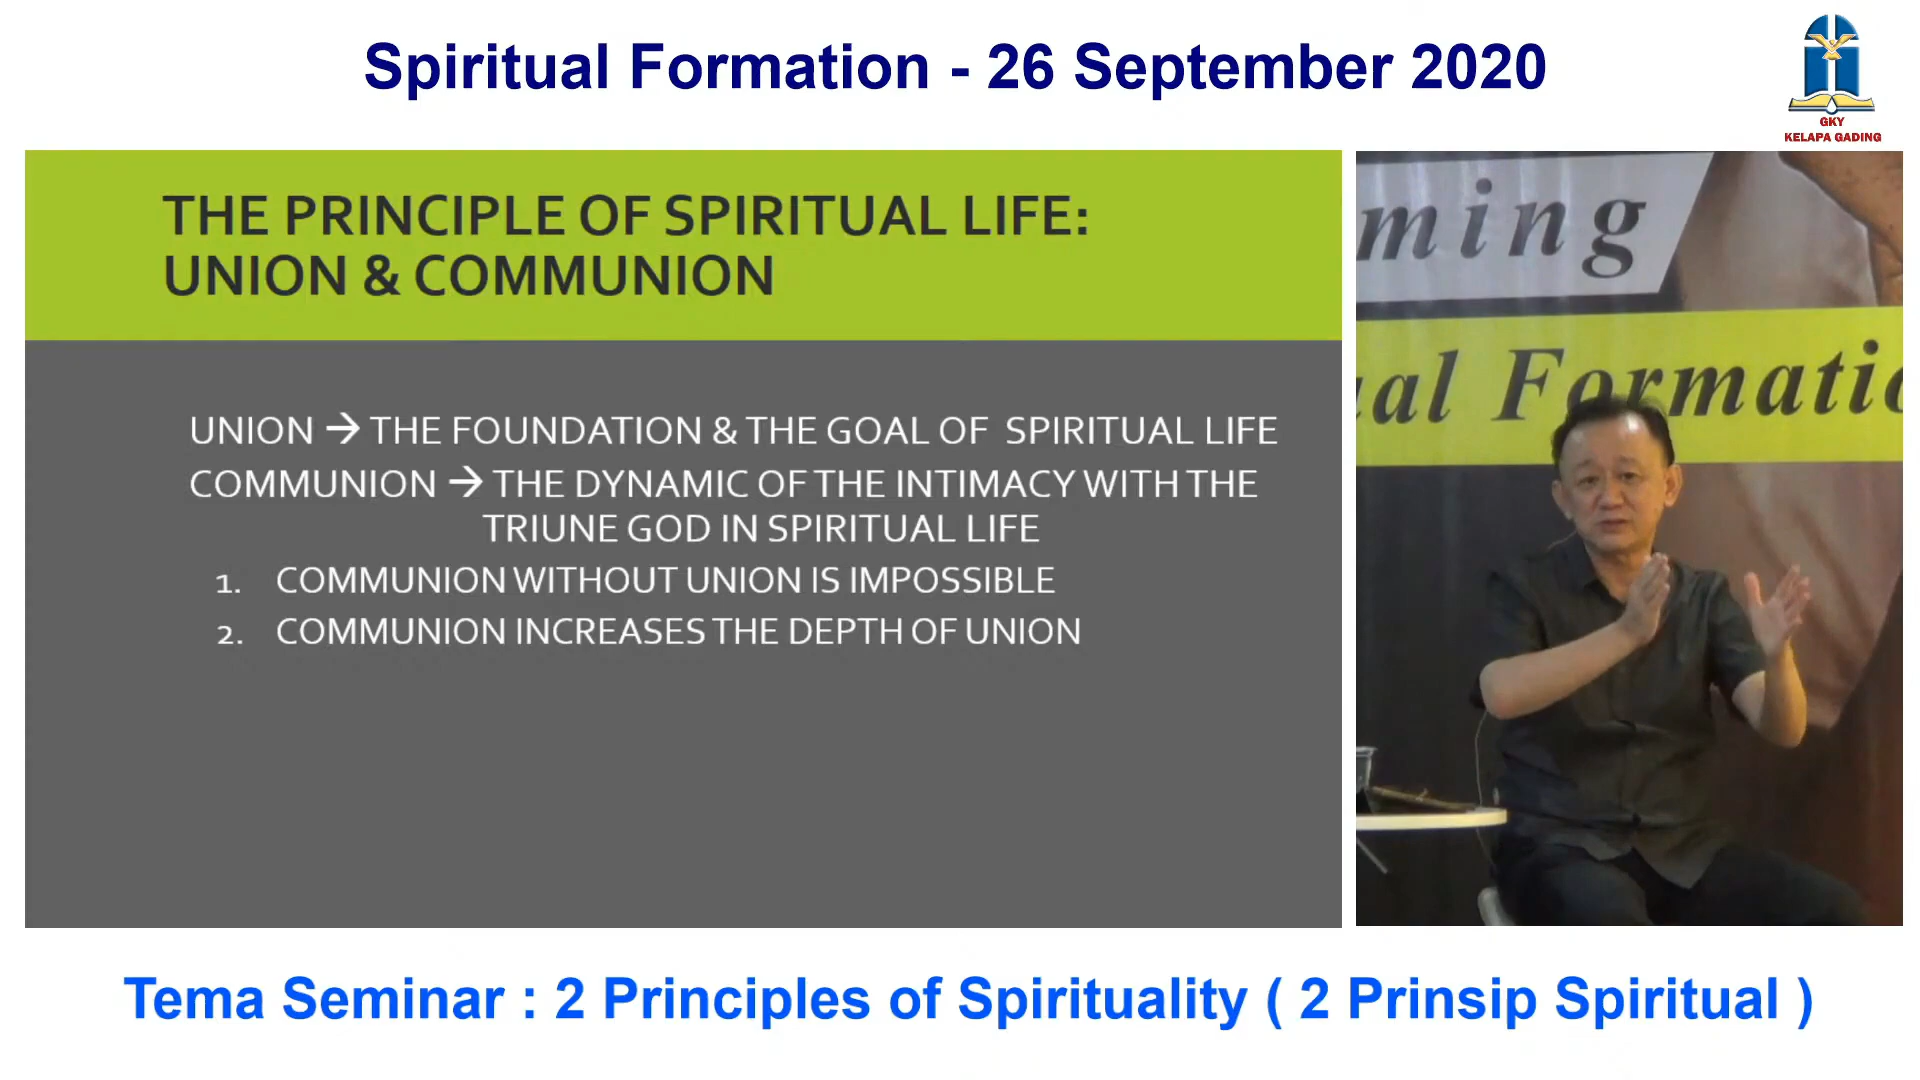 Spiritual Formation - 26 September 2020
GKY
KELAPA GADING
THE PRINCIPLE OF SPIRITUAL LIFE:
UNION & COMMUNION
UNION → THE FOUNDATION & THE GOAL OF SPIRITUAL LIFE
COMMUNION → THE DYNAMIC OF THE INTIMACY WITH THE
TRIUNE GOD IN SPIRITUAL LIFE
1. COMMUNION WITHOUT UNION IS IMPOSSIBLE
2. COMMUNION INCREASES THE DEPTH OF UNION
ming
ual Formatio
Tema Seminar : 2 Principles of Spirituality ( 2 Prinsip Spiritual )